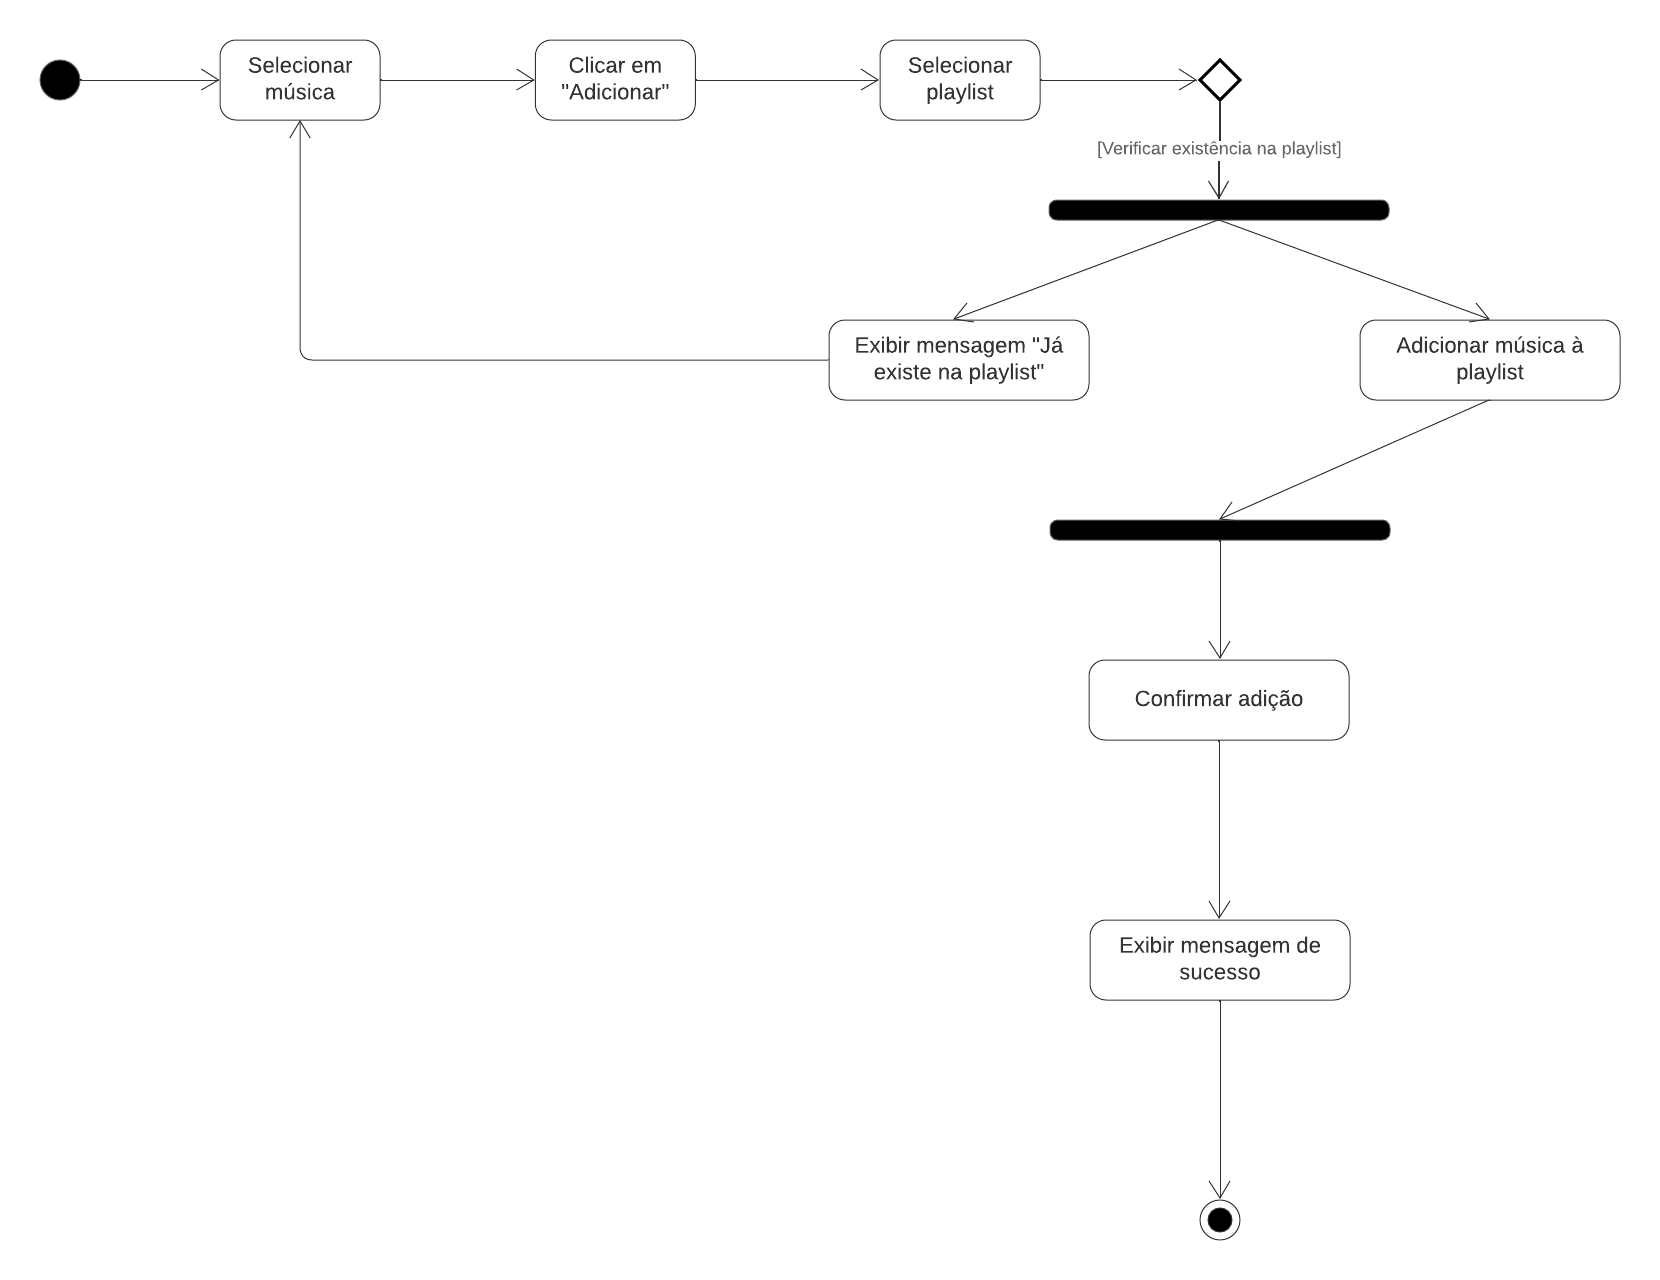 Selecionar
música
Clicar em
"Adicionar"
Selecionar
playlist
[Verificar existência na playlist]
Exibir mensagem "Já
existe na playlist"
Adicionar música à
playlist
Confirmar adição
Exibir mensagem de
sucesso